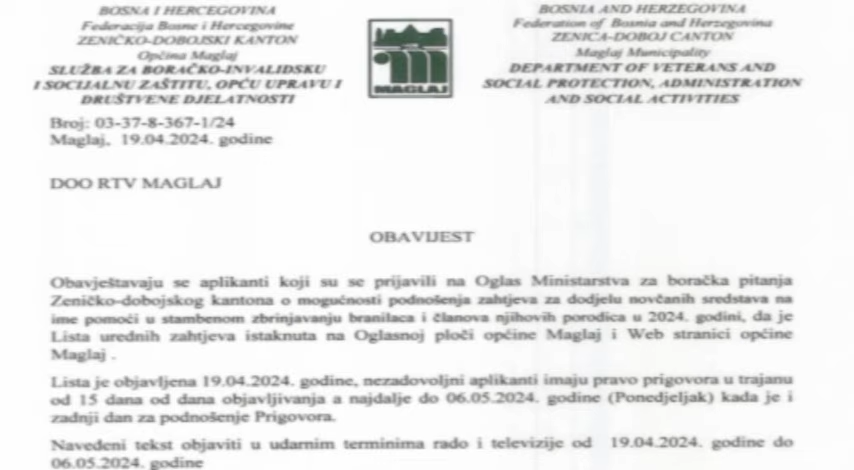 BOSNA I HERCEGOVINA
Federacija Bosne i Hercegovine
ZENIČKO-DOBOJSKI KANTON
Općina Maglaj
SLUŽBA ZA BORAČKO-INVALIDSKU
I SOCIJALNU ZAŠTITU, OPĆU UPRAVU I
DRUŠTVENE DJELATNOSTI
MAGLAJ
BOSNIA AND HERZEGOVINA
Federation of Bosnia and Herzegovina
ZENICA-DOBOJ CANTON
Maglaj Municipality
DEPARTMENT OF VETERANS AND
SOCIAL PROTECTION, ADMINISTRATION
AND SOCIAL ACTIVITIES
Broj: 03-37-8-367-1/24
Maglaj, 19.04.2024. godine
DOO RTV MAGLAJ
OBAVIJEST
Obavještavaju se aplikanti koji su se prijavili na Oglas Ministarstva za boračka pitanja
Zeničko-dobojskog kantona o mogućnosti podnošenja zahtjeva za dodjelu novčanih sredstava na
ime pomoći u stambenom zbrinjavanju branilaca i članova njihovih porodica u 2024. godini, da je
Lista urednih zahtjeva istaknuta na Oglasnoj ploči općine Maglaj i Web stranici općine
Maglaj .
Lista je objavljena 19.04.2024. godine, nezadovoljni aplikanti imaju pravo prigovora u trajanu
od 15 dana od dana objavljivanja a najdalje do 06.05.2024. godine (Ponedjeljak) kada je i
zadnji dan za podnošenje Prigovora.
Navedeni tekst objaviti u udarnim terminima rado i televizije od 19.04.2024. godine do
06.05.2024. godine